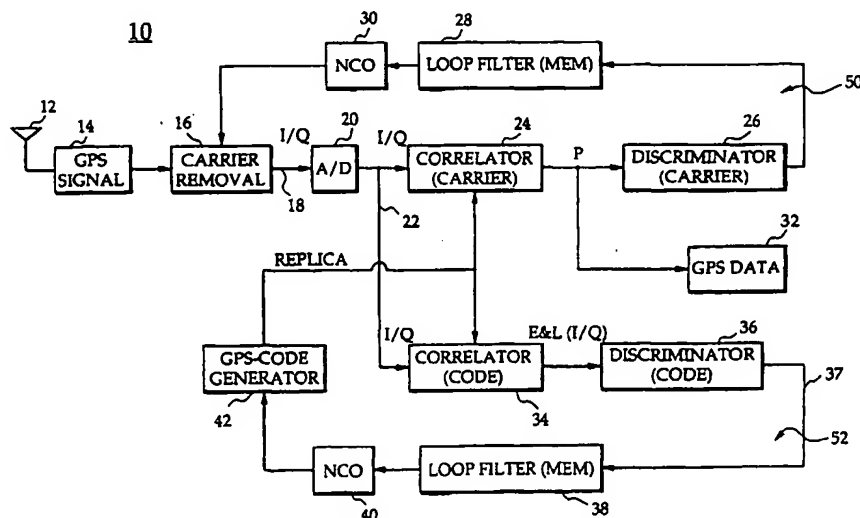 10
30
28
NCO
LOOP FILTER (MEM)
50
12
14
16
I/Q
20
I/Q
24
P
26
GPS
SIGNAL
CARRIER
REMOVAL
A/D
CORRELATOR
(CARRIER)
DISCRIMINATOR
(CARRIER)
18
22
32
GPS DATA
REPLICA
I/Q
E&L (I/Q)
36
GPS-CODE
GENERATOR
CORRELATOR
(CODE)
DISCRIMINATOR
(CODE)
37
42
34
52
NCO
LOOP FILTER (MEM)
40
38